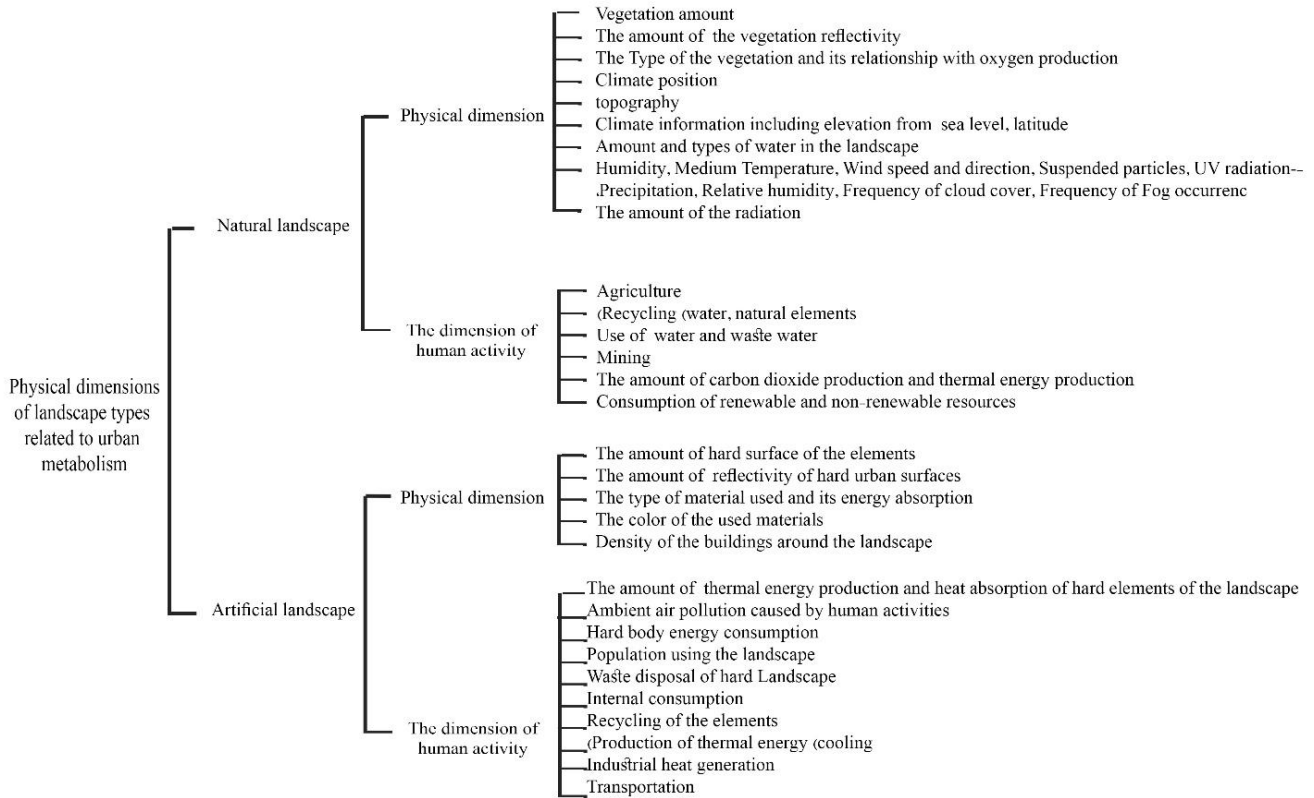 Physical dimensions
of landscape types
related to urban
metabolism
Natural landscape
Physical dimension
Vegetation amount
The amount of the vegetation reflectivity
The Type of the vegetation and its relationship with oxygen production
Climate position
topography
Climate information including elevation from sea level, latitude
Amount and types of water in the landscape
Humidity, Medium Temperature, Wind speed and direction, Suspended particles, UV radiation--
.Precipitation, Relative humidity, Frequency of cloud cover, Frequency of Fog occurrenc
The amount of the radiation
The dimension of
human activity
Agriculture
(Recycling (water, natural elements
Use of water and waste water
Mining
The amount of carbon dioxide production and thermal energy production
Consumption of renewable and non-renewable resources
Artificial landscape
Physical dimension
The amount of hard surface of the elements
The amount of reflectivity of hard urban surfaces
The type of material used and its energy absorption
The color of the used materials
Density of the buildings around the landscape
The dimension of
human activity
The amount of thermal energy production and heat absorption of hard elements of the landscape
Ambient air pollution caused by human activities
Hard body energy consumption
Population using the landscape
Waste disposal of hard Landscape
Internal consumption
Recycling of the elements
(Production of thermal energy (cooling
Industrial heat generation
Transportation